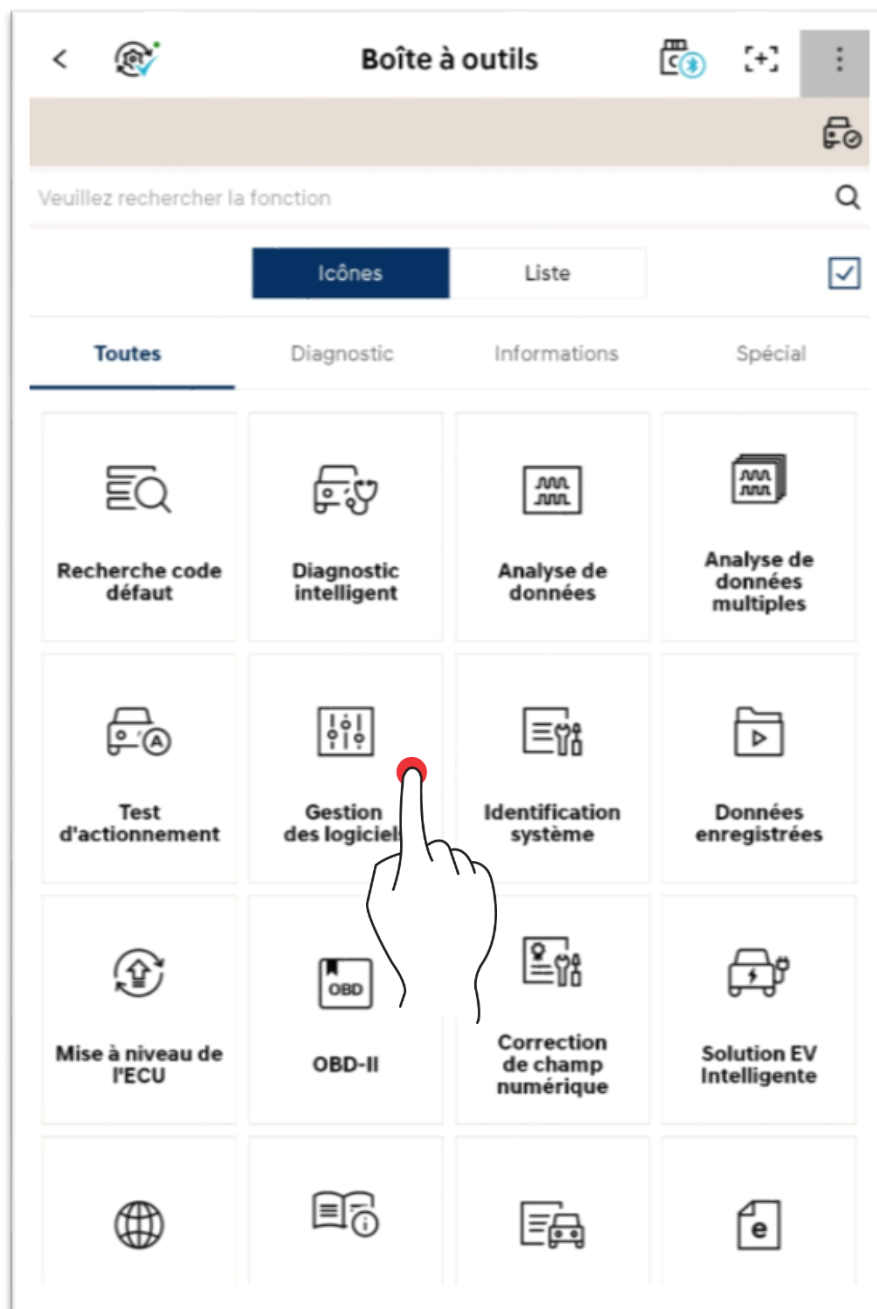 Boîte à outils
Veuillez rechercher la fonction
Icônes
Liste
Toutes
Diagnostic
Informations
Spécial
Recherche code
défaut
Diagnostic
intelligent
Analyse de
données
Analyse de
données
multiples
Test
d'actionnement
Gestion
des logiciels
Identification
système
Données
enregistrées
Mise à niveau de
l'ECU
OBD
OBD-II
Correction
de champ
numérique
Solution EV
Intelligente
e